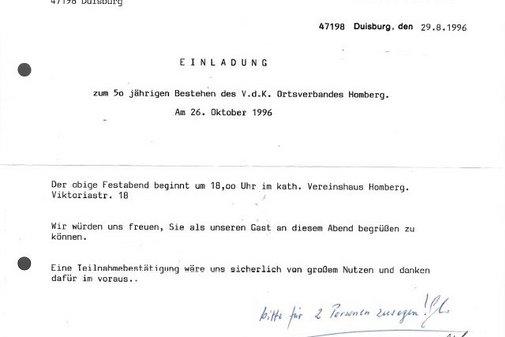 47198 Duisburg
47198 Duisburg, den 29.8.1996
EINLADUNG
zum 5o jährigen Bestehen des V.d.K. Ortsverbandes Homberg.
Am 26. Oktober 1996
Der obige Festabend beginnt um 18,oo Uhr im kath. Vereinshaus Homberg.
Viktoriastr. 18
Wir würden uns freuen, Sie als unseren Gast an diesem Abend begrüßen zu
können.
Eine Teilnahmebestätigung wäre uns sicherlich von großem Nutzen und danken
dafür im voraus..
bitte für 2 Personen zusagen!